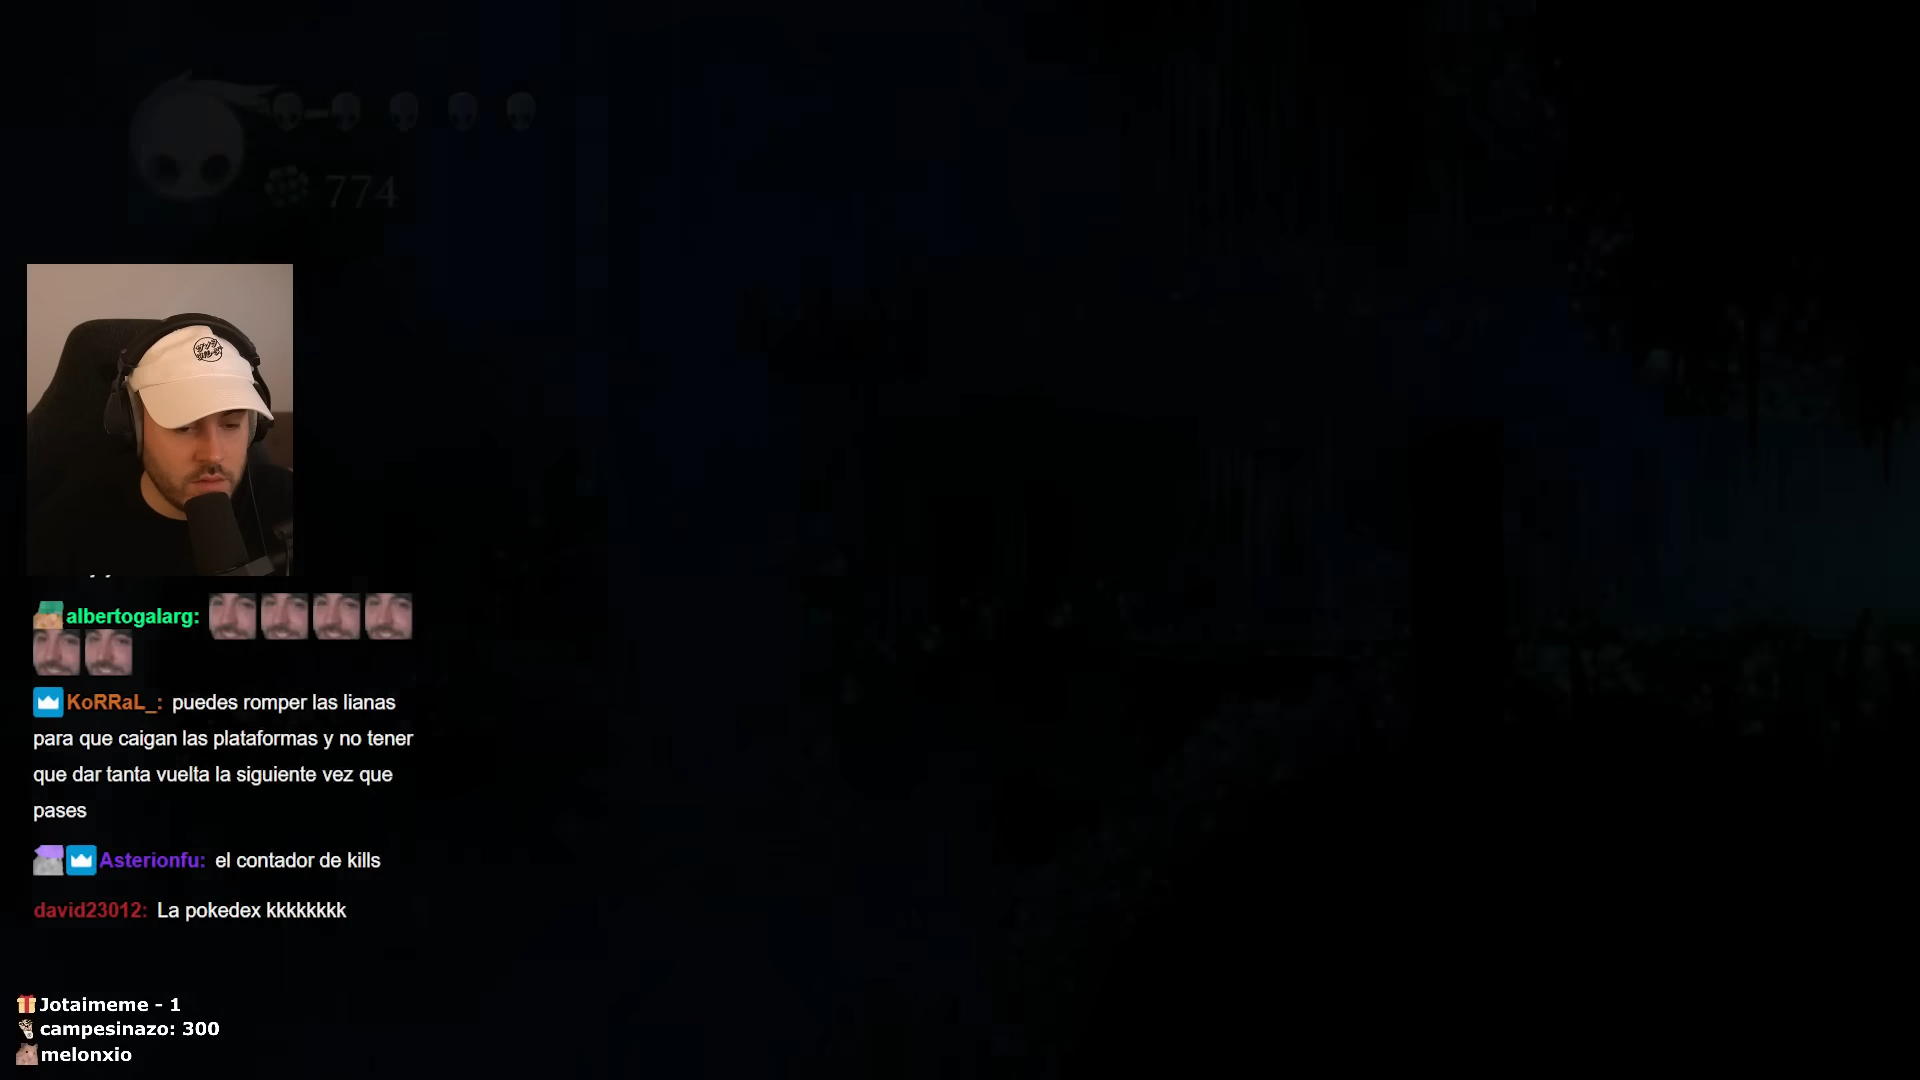 774
albertogalarg:
KoRRaL_: puedes romper las lianas
para que caigan las plataformas y no tener
que dar tanta vuelta la siguiente vez que
pases
Asterionfu: el contador de kills
david23012: La pokedex kkkkkkkk
Jotaimeme - 1
campesinazo: 300
melonxio